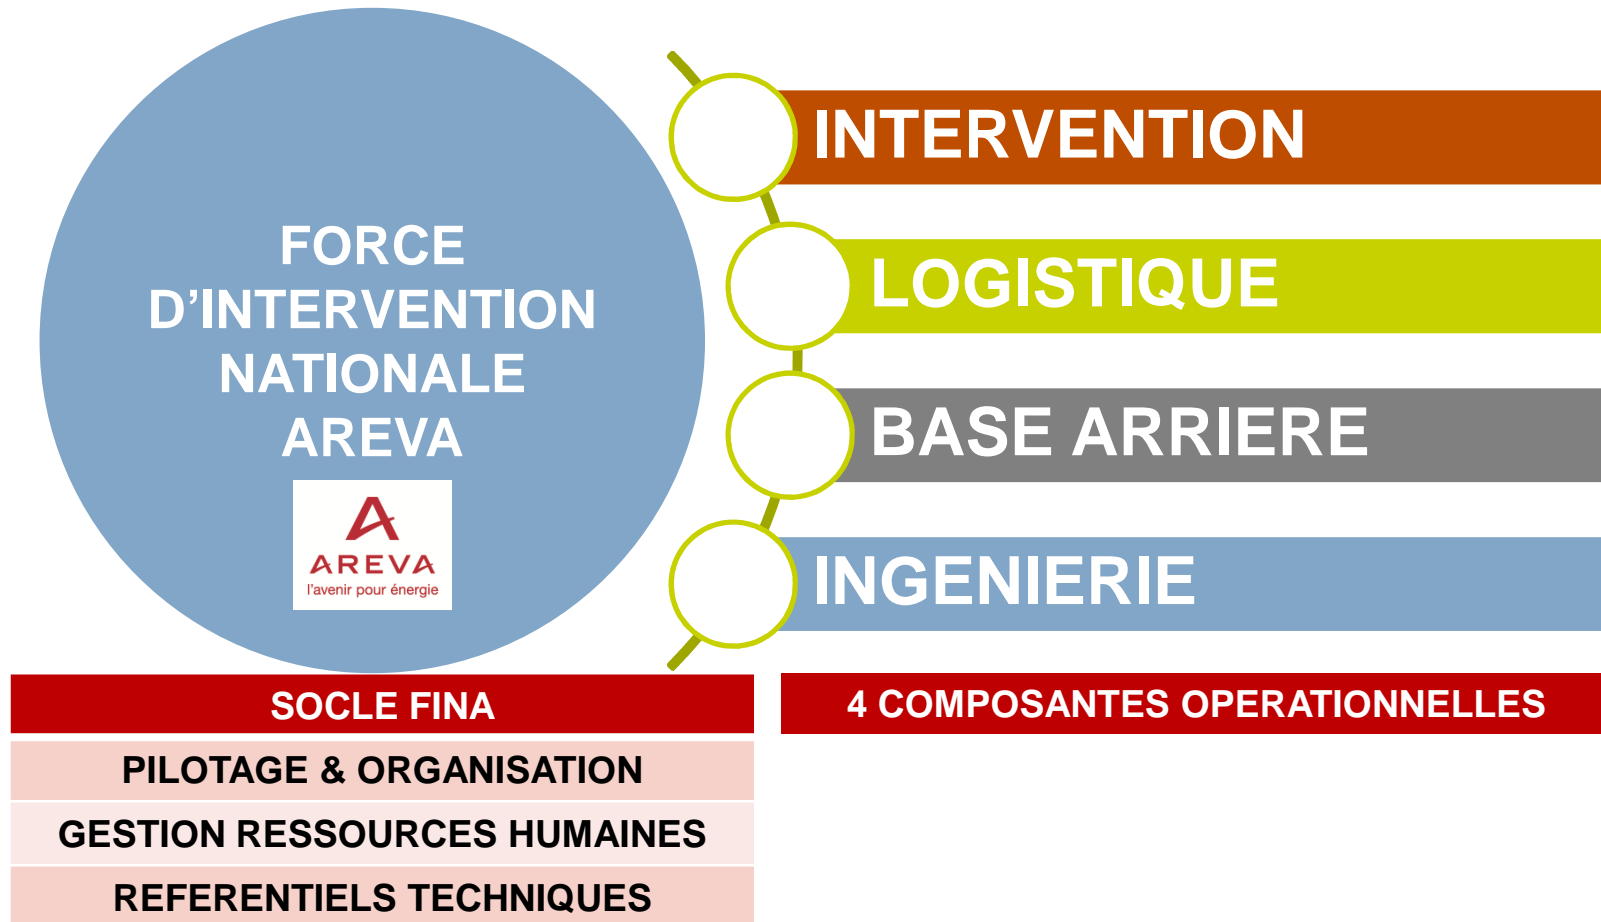 FORCE
D’INTERVENTION
NATIONALE
AREVA
AREVA
l'avenir pour énergie
INTERVENTION
LOGISTIQUE
BASE ARRIERE
INGENIERIE
SOCLE FINA
PILOTAGE & ORGANISATION
GESTION RESSOURCES HUMAINES
REFERENTIELS TECHNIQUES
4 COMPOSANTES OPERATIONNELLES